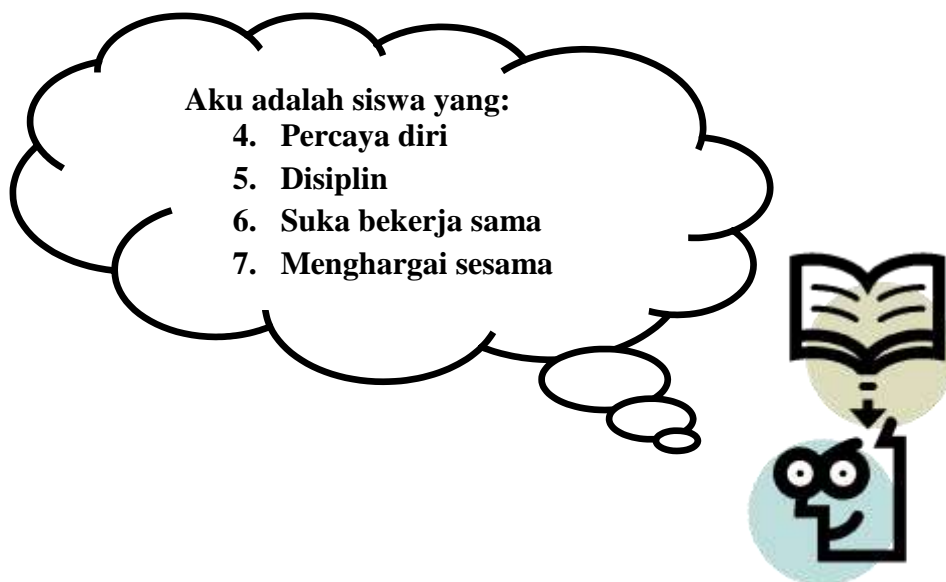 Aku adalah siswa yang:
4. Percaya diri
5. Disiplin
6. Suka bekerja sama
7. Menghargai sesama